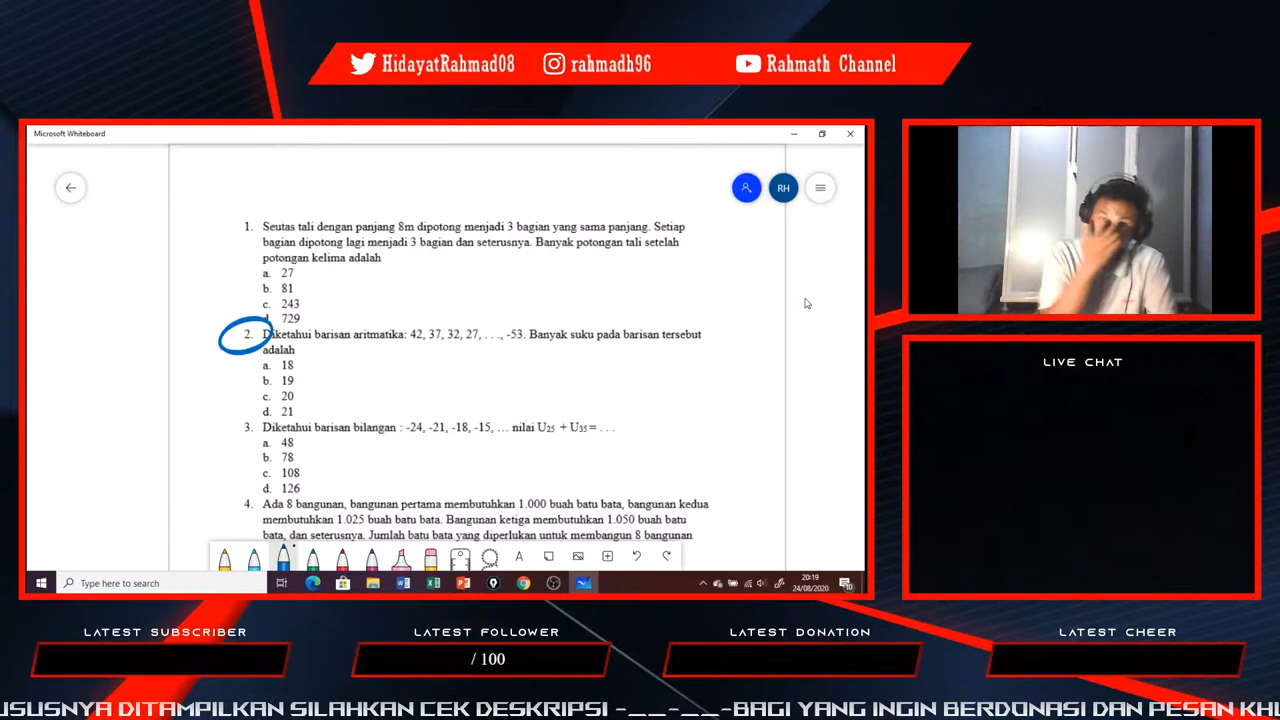 HidayatRahmad08 rahmadh96 Rahmath Channel
Microsoft Whiteboard
RH
1. Seutas tali dengan panjang 8m dipotong menjadi 3 bagian yang sama panjang. Setiap
bagian dipotong lagi menjadi 3 bagian dan seterusnya. Banyak potongan tali setelah
potongan kelima adalah
a. 27
b. 81
c. 243
d. 729
2. Diketahui barisan aritmatika: 42, 37, 32, 27, . . ., -53. Banyak suku pada barisan tersebut
adalah
a. 18
b. 19
c. 20
d. 21
3. Diketahui barisan bilangan : -24, -21, -18, -15, … nilai U25 + U35 = . . .
a. 48
b. 78
c. 108
d. 126
4. Ada 8 bangunan, bangunan pertama membutuhkan 1.000 buah batu bata, bangunan kedua
membutuhkan 1.025 buah batu bata. Bangunan ketiga membutuhkan 1.050 buah batu
bata, dan seterusnya. Jumlah batu bata yang diperlukan untuk membangun 8 bangunan
A
Type here to search
20:19
24/08/2020
10
LIVE CHAT
LATEST SUBSCRIBER
LATEST FOLLOWER
/ 100
LATEST DONATION
LATEST CHEER
USUSNYA DITAMPILKAN SILAHKAN CEK DESKRIPSI -__--__-BAGI YANG INGIN BERDONASI DAN PESAN KHU